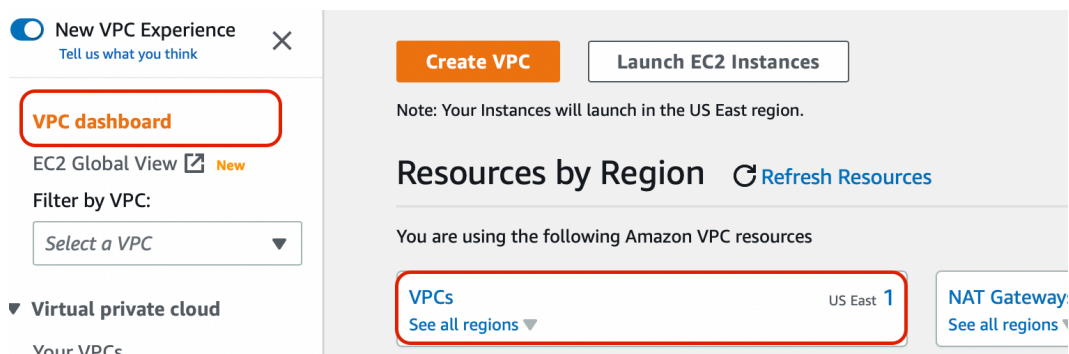 New VPC Experience
Tell us what you think
VPC dashboard
EC2 Global View New
Filter by VPC:
Select a VPC
Virtual private cloud
Your VPCs
Create VPC
Launch EC2 Instances
Note: Your Instances will launch in the US East region.
Resources by Region Refresh Resources
You are using the following Amazon VPC resources
VPCs US East 1
See all regions
NAT Gateways
See all regions